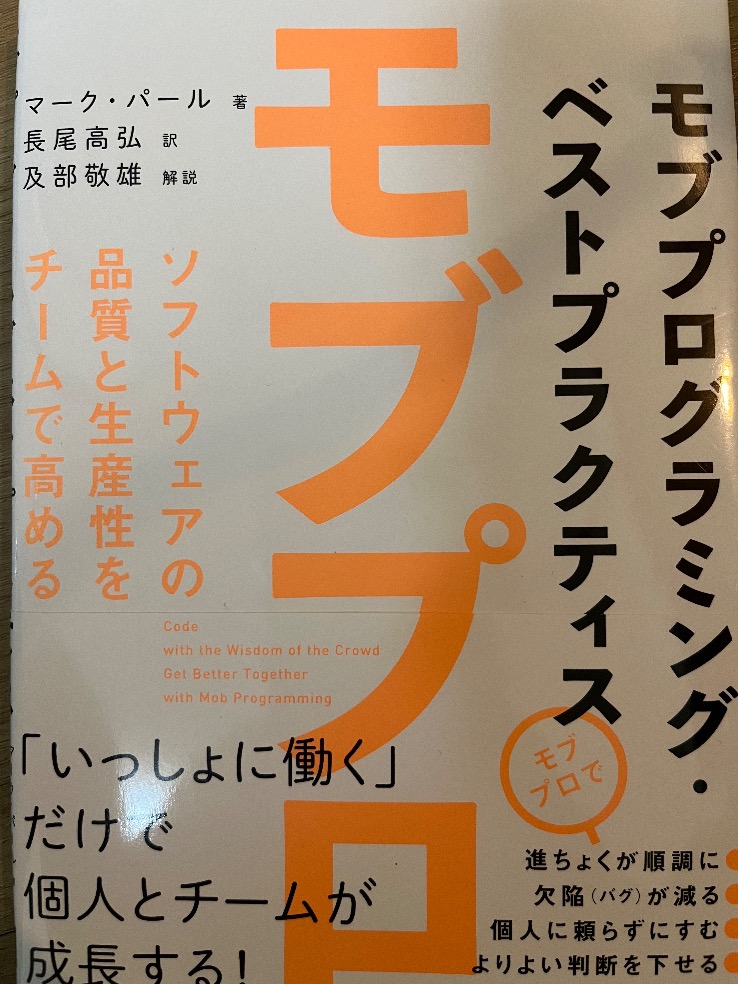 モブプログラミング・
ベストプラクティス
モブプロ
マーク・パール 著
長尾高弘 訳
及部敬雄 解説
ソフトウェアの
品質と生産性を
チームで高める
Code
with the Wisdom of the Crowd
Get Better Together
with Mob Programming
「いっしょに働く」
だけで
個人とチームが
成長する！
モブ
プロで
進ちょくが順調に
欠陥（バグ）が減る
個人に頼らずにすむ
よりよい判断を下せる